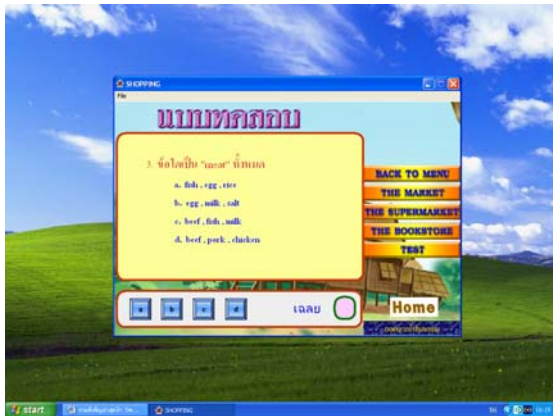 SHOPPING
File
แบบทดสอบ
3. ข้อใดเป็น "meat" ทั้งหมด
a. fish , egg , rice
b. egg , milk , salt
c. beef , fish , milk
d. beef , pork , chicken
BACK TO MENU
THE MARKET
THE SUPERMARKET
THE BOOKSTORE
TEST
a b c d
เฉลย
Home
start
SHOPPING
TH